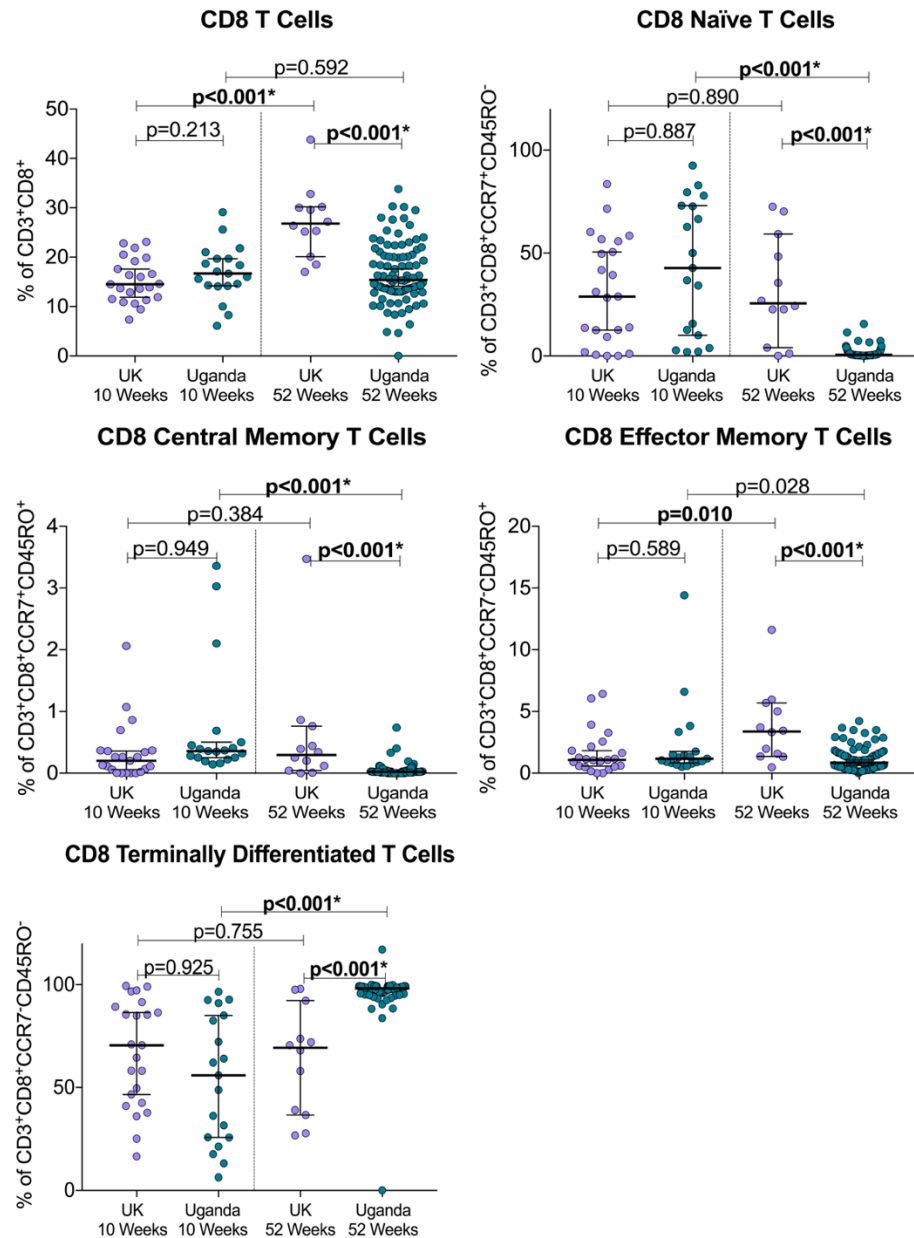 CD8 T Cells
p=0.592
p<0.001*
p=0.213
p<0.001*
% of CD3⁺CD8⁺
50
40
30
20
10
0
UK
10 Weeks
Uganda
10 Weeks
UK
52 Weeks
Uganda
52 Weeks
CD8 Naïve T Cells
p<0.001*
p=0.890
p=0.887
p<0.001*
% of CD3⁺CD8⁺CCR7⁺CD45RO⁻
100
50
0
UK
10 Weeks
Uganda
10 Weeks
UK
52 Weeks
Uganda
52 Weeks
CD8 Central Memory T Cells
p<0.001*
p=0.384
p=0.949
p<0.001*
% of CD3⁺CD8⁺CCR7⁺CD45RO⁺
4
3
2
1
0
UK
10 Weeks
Uganda
10 Weeks
UK
52 Weeks
Uganda
52 Weeks
CD8 Effector Memory T Cells
p=0.028
p=0.010
p=0.589
p<0.001*
% of CD3⁺CD8⁺CCR7⁻CD45RO⁺
20
15
10
5
0
UK
10 Weeks
Uganda
10 Weeks
UK
52 Weeks
Uganda
52 Weeks
CD8 Terminally Differentiated T Cells
p<0.001*
p=0.755
p=0.925
p<0.001*
% of CD3⁺CD8⁺CCR7⁻CD45RO⁻
100
50
0
UK
10 Weeks
Uganda
10 Weeks
UK
52 Weeks
Uganda
52 Weeks